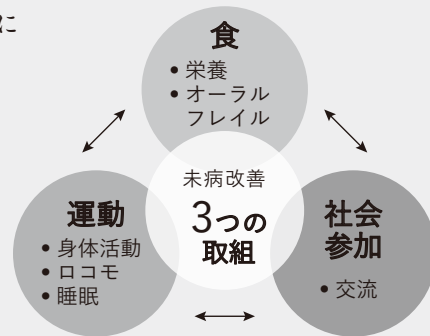 に
食
• 栄養
• オーラル
フレイル
未病改善
3つの
取組
運動
• 身体活動
• ロコモ
• 睡眠
社会
参加
• 交流